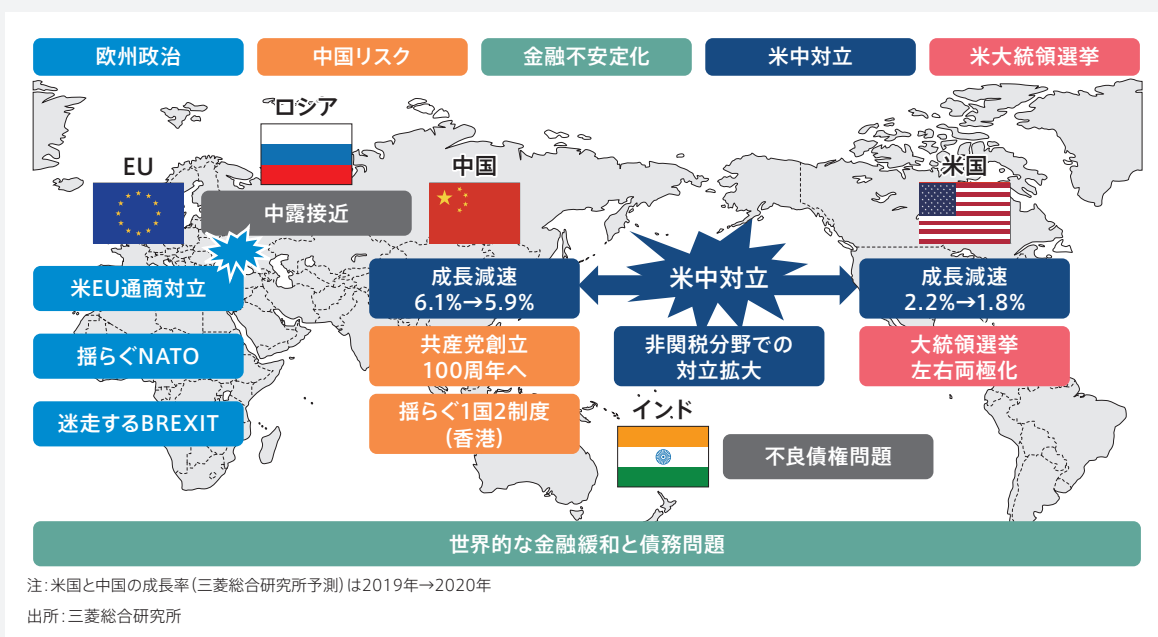 欧州政治
中国リスク
金融不安定化
米中対立
米大統領選挙
ロシア
EU
中国
米国
中露接近
米EU通商対立
成長減速
6.1%→5.9%
米中対立
成長減速
2.2%→1.8%
揺らぐNATO
共産党創立
100周年へ
非関税分野での
対立拡大
大統領選挙
左右両極化
迷走するBREXIT
揺らぐ1国2制度
(香港)
インド
不良債権問題
世界的な金融緩和と債務問題
注:米国と中国の成長率(三菱総合研究所予測)は2019年→2020年
出所:三菱総合研究所